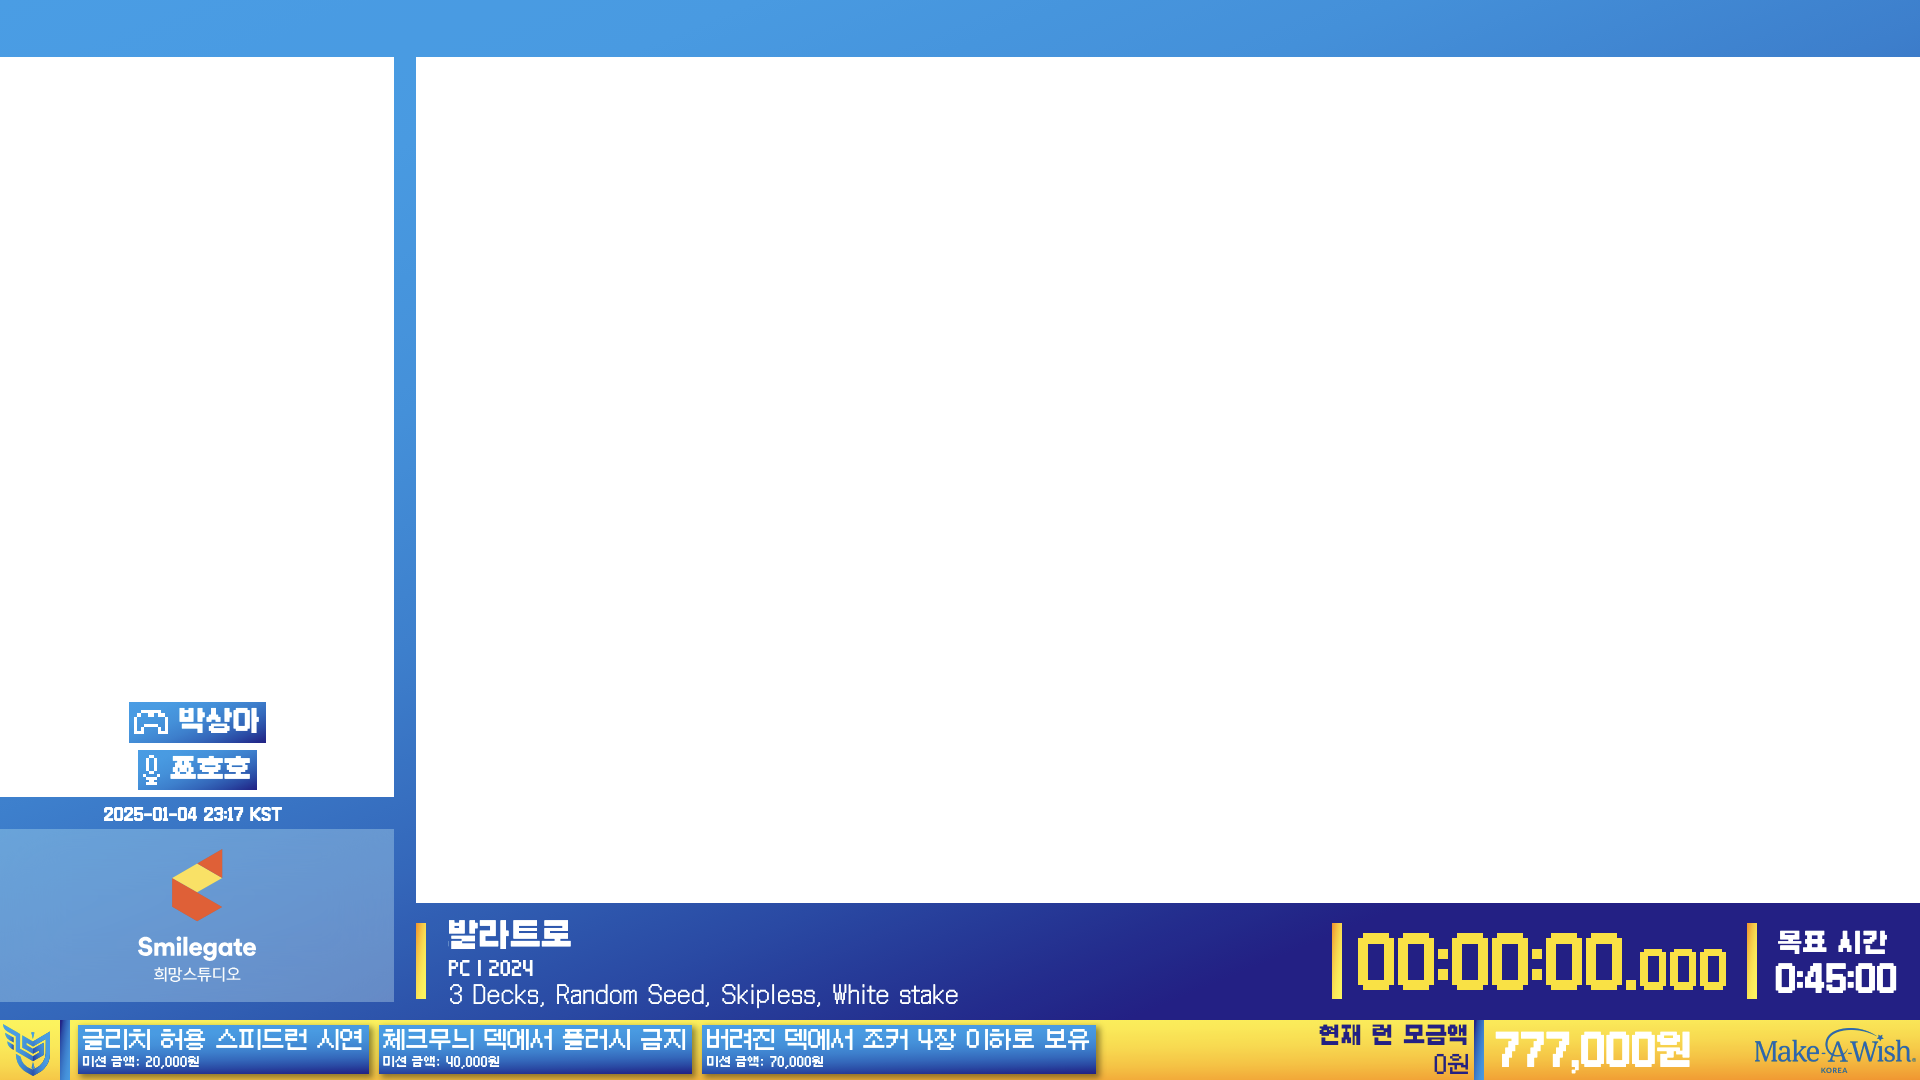 박상아
죠호호
2025-01-04 23:17 KST
Smilegate
희망스튜디오
발라트로
PC | 2024
3 Decks, Random Seed, Skipless, White stake
00:00:00.000
목표 시간
0:45:00
글리치 허용 스피드런 시연
미션 금액: 20,000원
체크무늬 덱에서 플러시 금지
미션 금액: 40,000원
버려진 덱에서 조커 4장 이하로 보유
미션 금액: 70,000원
현재 런 모금액
0원
777,000원
Make-A-Wish®
KOREA